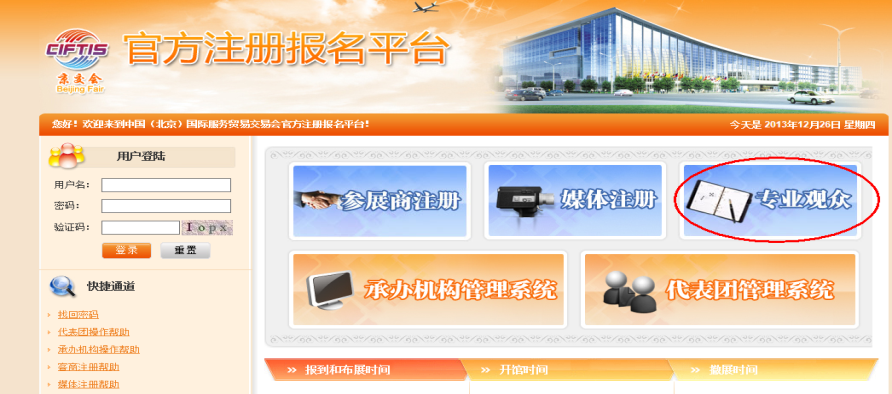 CIFTIS
京交会
Beijing Fair
官方注册报名平台
您好！欢迎来到中国（北京）国际服务贸易交易会官方注册报名平台！
今天是 2013年12月26日 星期四
用户登陆
用户名：
密码：
验证码：
Iopx
登录
重置
快捷通道
找回密码
代表团操作帮助
承办机构操作帮助
客商注册帮助
媒体注册帮助
参展商注册
媒体注册
专业观众
承办机构管理系统
代表团管理系统
>> 报到和布展时间
>> 开馆时间
>> 撤展时间